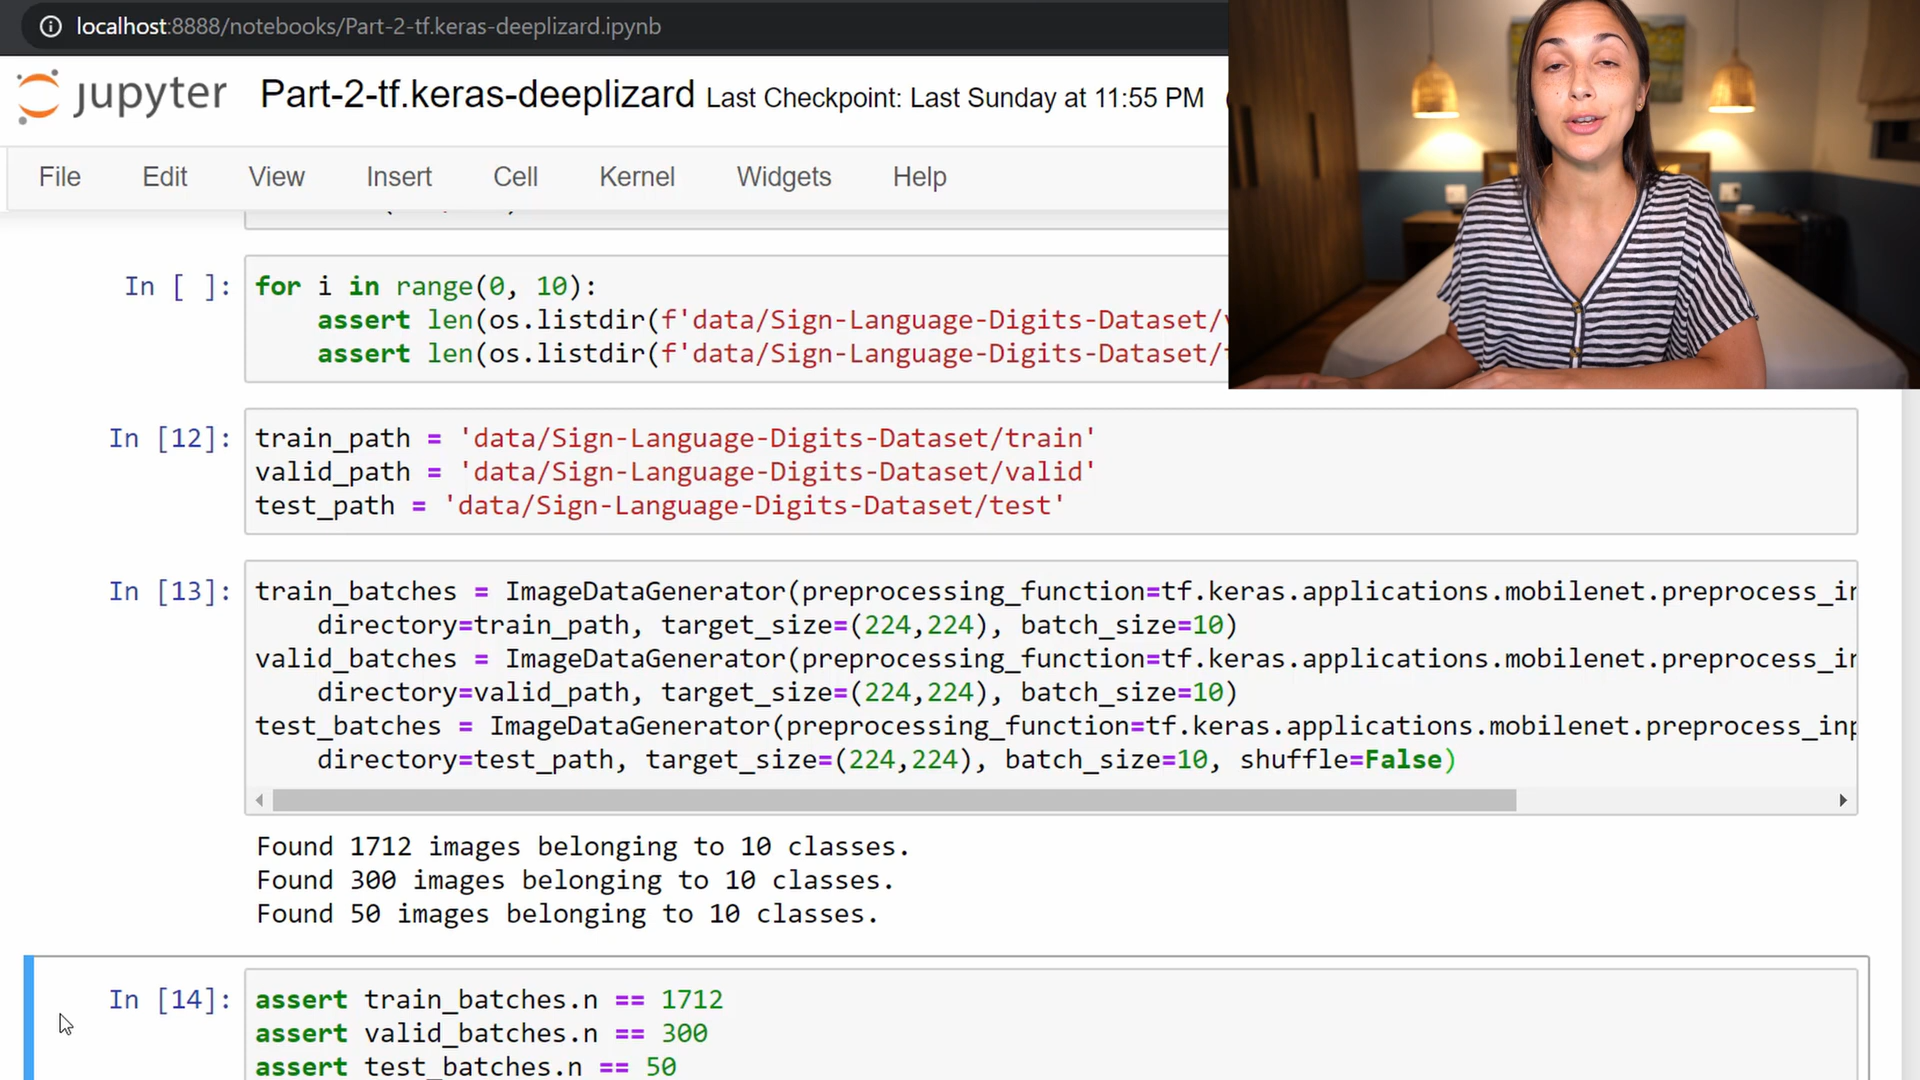 localhost:8888/notebooks/Part-2-tf.keras-deeplizard.ipynb
jupyter Part-2-tf.keras-deeplizard Last Checkpoint: Last Sunday at 11:55 PM
File Edit View Insert Cell Kernel Widgets Help
In [ ]: for i in range(0, 10):
assert len(os.listdir(f'data/Sign-Language-Digits-Dataset/
assert len(os.listdir(f'data/Sign-Language-Digits-Dataset/
In [12]: train_path = 'data/Sign-Language-Digits-Dataset/train'
valid_path = 'data/Sign-Language-Digits-Dataset/valid'
test_path = 'data/Sign-Language-Digits-Dataset/test'
In [13]: train_batches = ImageDataGenerator(preprocessing_function=tf.keras.applications.mobilenet.preprocess_in
directory=train_path, target_size=(224,224), batch_size=10)
valid_batches = ImageDataGenerator(preprocessing_function=tf.keras.applications.mobilenet.preprocess_in
directory=valid_path, target_size=(224,224), batch_size=10)
test_batches = ImageDataGenerator(preprocessing_function=tf.keras.applications.mobilenet.preprocess_inp
directory=test_path, target_size=(224,224), batch_size=10, shuffle=False)
Found 1712 images belonging to 10 classes.
Found 300 images belonging to 10 classes.
Found 50 images belonging to 10 classes.
In [14]: assert train_batches.n == 1712
assert valid_batches.n == 300
assert test_batches.n == 50